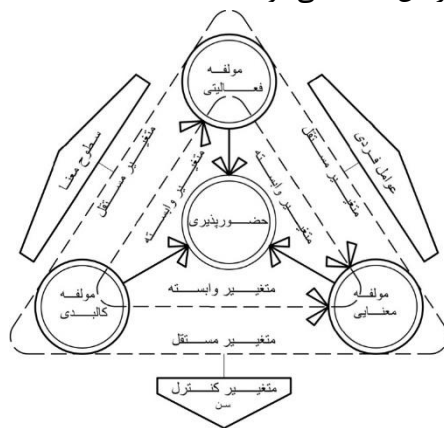 مولفه
فعالیتی
سطوح معنا
متغیر مستقل
متغیر وابسته
عوامل فردی
متغیر مستقل
متغیر وابسته
حضورپذیری
مولفه
کالبدی
متغیر وابسته
مولفه
معنایی
متغیر مستقل
متغیر کنترل
سن